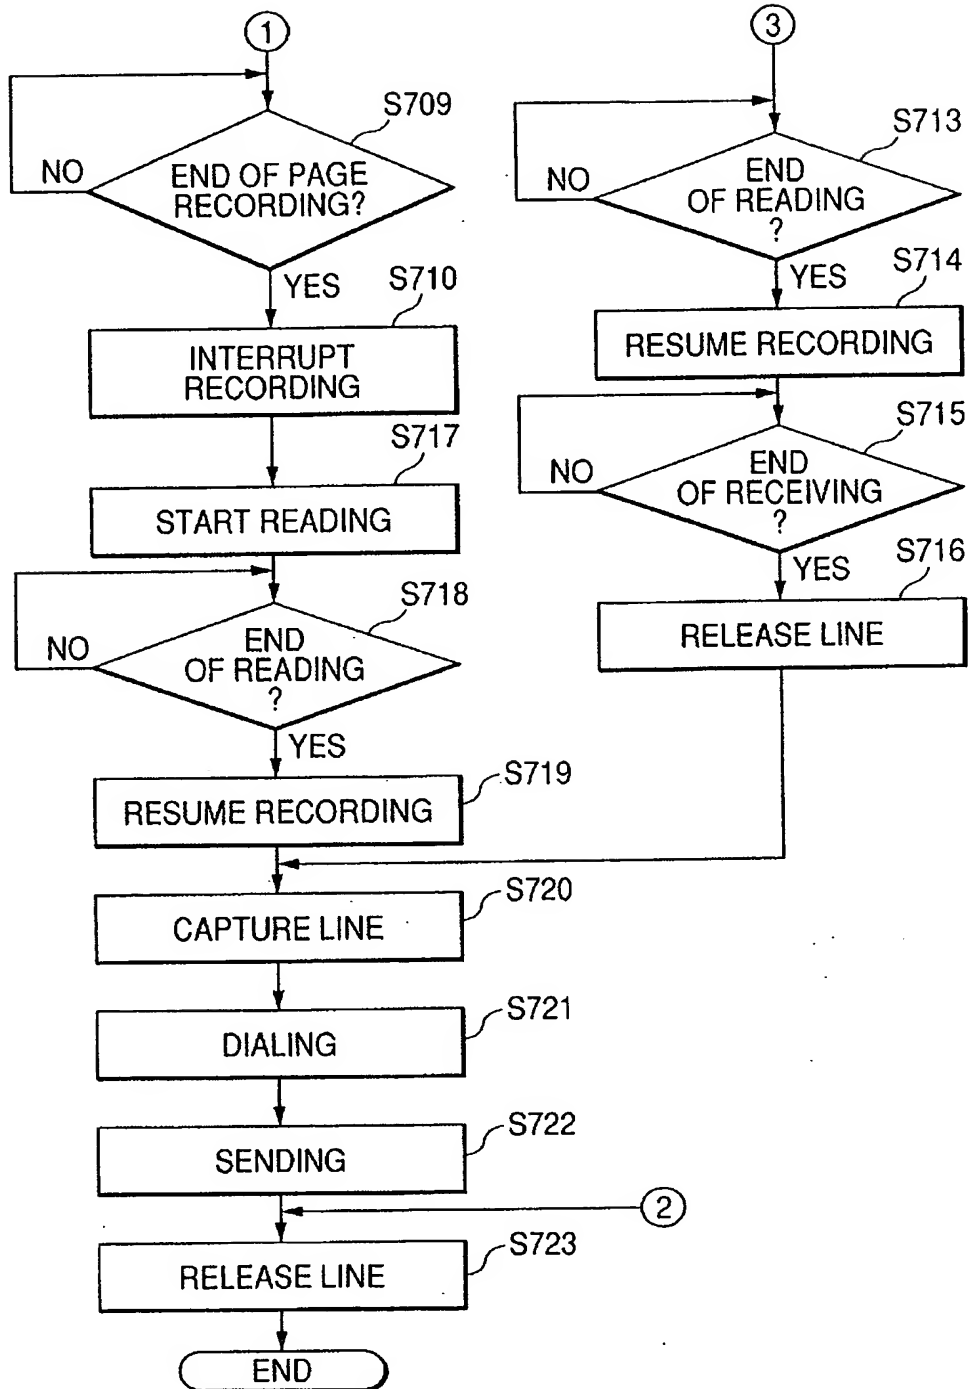 1
S709
NO
END OF PAGE
RECORDING?
YES
S710
INTERRUPT
RECORDING
S717
START READING
S718
NO
END
OF READING
?
YES
S719
RESUME RECORDING
S720
CAPTURE LINE
S721
DIALING
S722
SENDING
2
S723
RELEASE LINE
END
3
S713
NO
END
OF READING
?
YES
S714
RESUME RECORDING
S715
NO
END
OF RECEIVING
?
YES
S716
RELEASE LINE